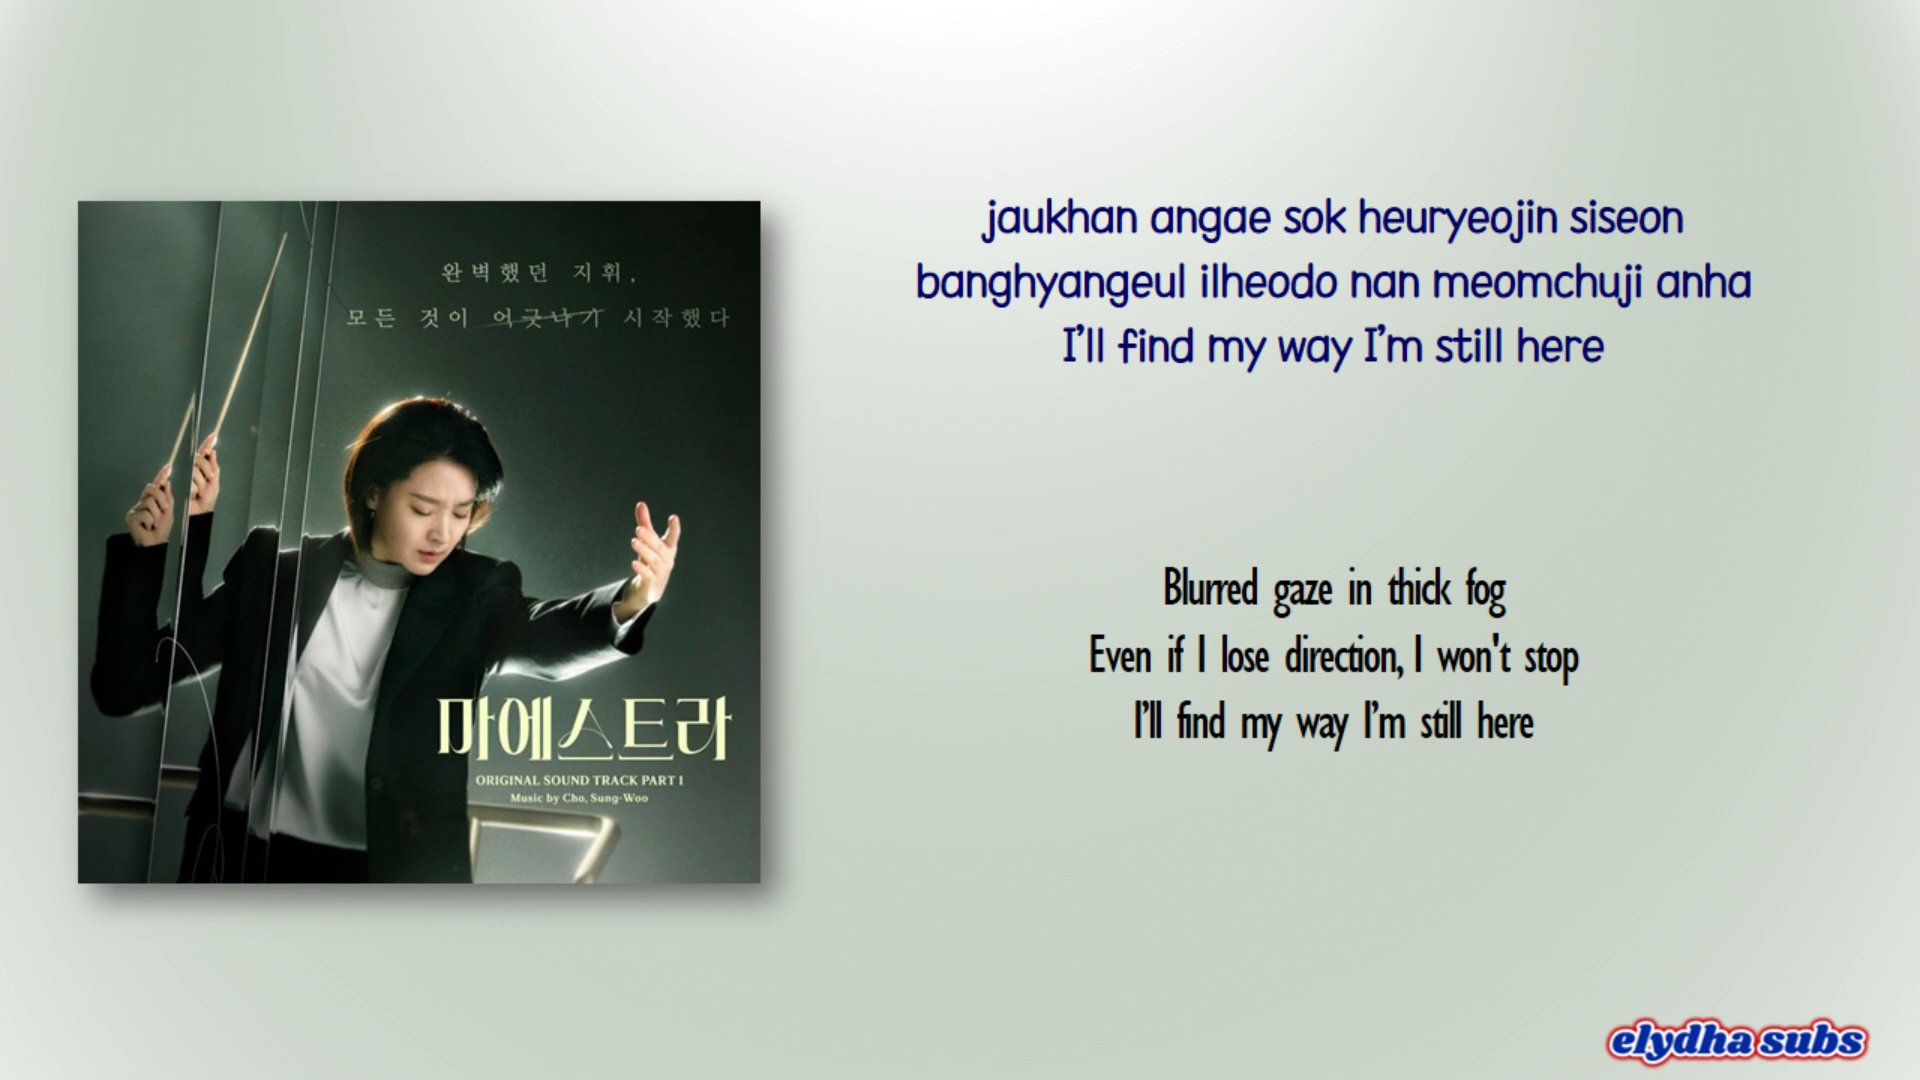 완벽했던 지휘,
모든 것이 어긋나기 시작했다
마에스트라
ORIGINAL SOUND TRACK PART 1
Music by Cho, Sung-Woo
jaukhan angae sok heuryeojin siseon
banghyangeul ilheodo nan meomchuji anha
I’ll find my way I’m still here
Blurred gaze in thick fog
Even if I lose direction, I won't stop
I’ll find my way I’m still here
elydha subs